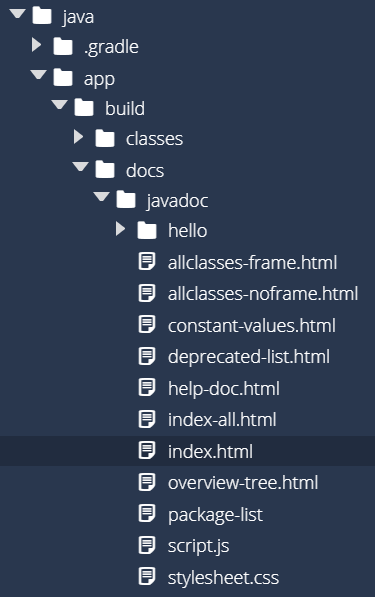 java
.gradle
app
build
classes
docs
javadoc
hello
allclasses-frame.html
allclasses-noframe.html
constant-values.html
deprecated-list.html
help-doc.html
index-all.html
index.html
overview-tree.html
package-list
script.js
stylesheet.css